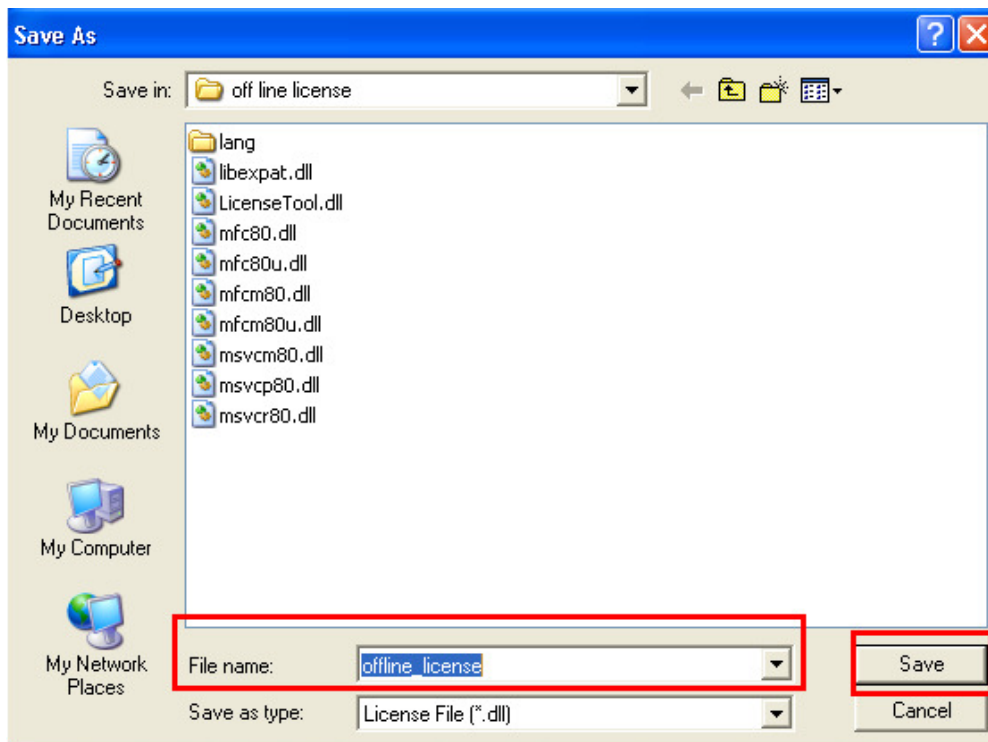 Save As
Save in:
off line license
My Recent
Documents
Desktop
My Documents
My Computer
My Network
Places
lang
libexpat.dll
LicenseTool.dll
mfc80.dll
mfc80u.dll
mfcm80.dll
mfcm80u.dll
msvcm80.dll
msvcp80.dll
msvcr80.dll
File name:
offline_license
Save
Save as type:
License File (*.dll)
Cancel